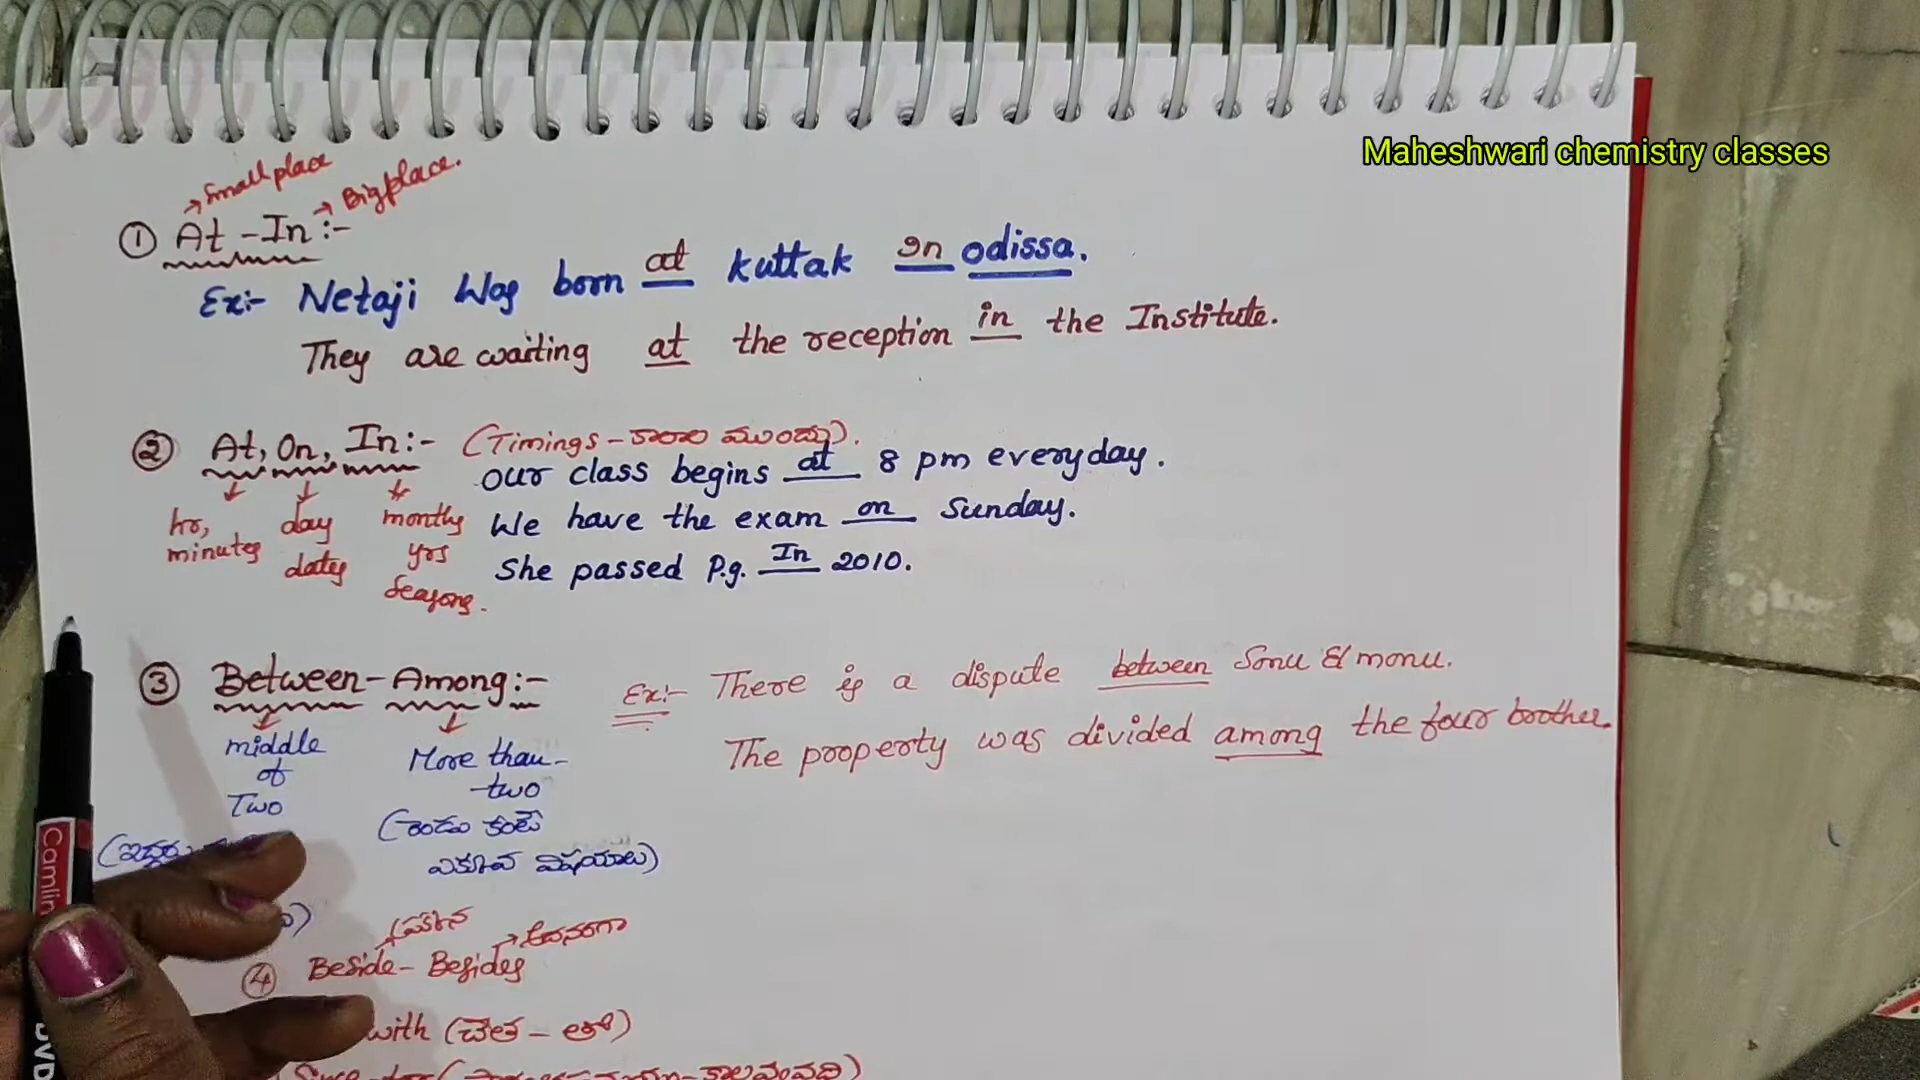 Maheshwari chemistry classes
→ Small place → Big place.
① At - In :-
Ex:- Netaji Was born at kuttak In odissa.
They are waiting at the reception in the Institute.
② At, On, In :- (Timings - కాలాల ముందు).
our class begins at 8 pm everyday.
hr, minutes
day dates
months yrs Seasons.
We have the exam on Sunday.
She passed P.g. In 2010.
③ Between - Among :-
Ex:- There is a dispute between Sonu & monu.
The property was divided among the four brother.
middle of Two
More than two
(రెండు కంటే
ఎక్కువ విషయాలు)
④ Beside - Besides
with (చేత - తో)